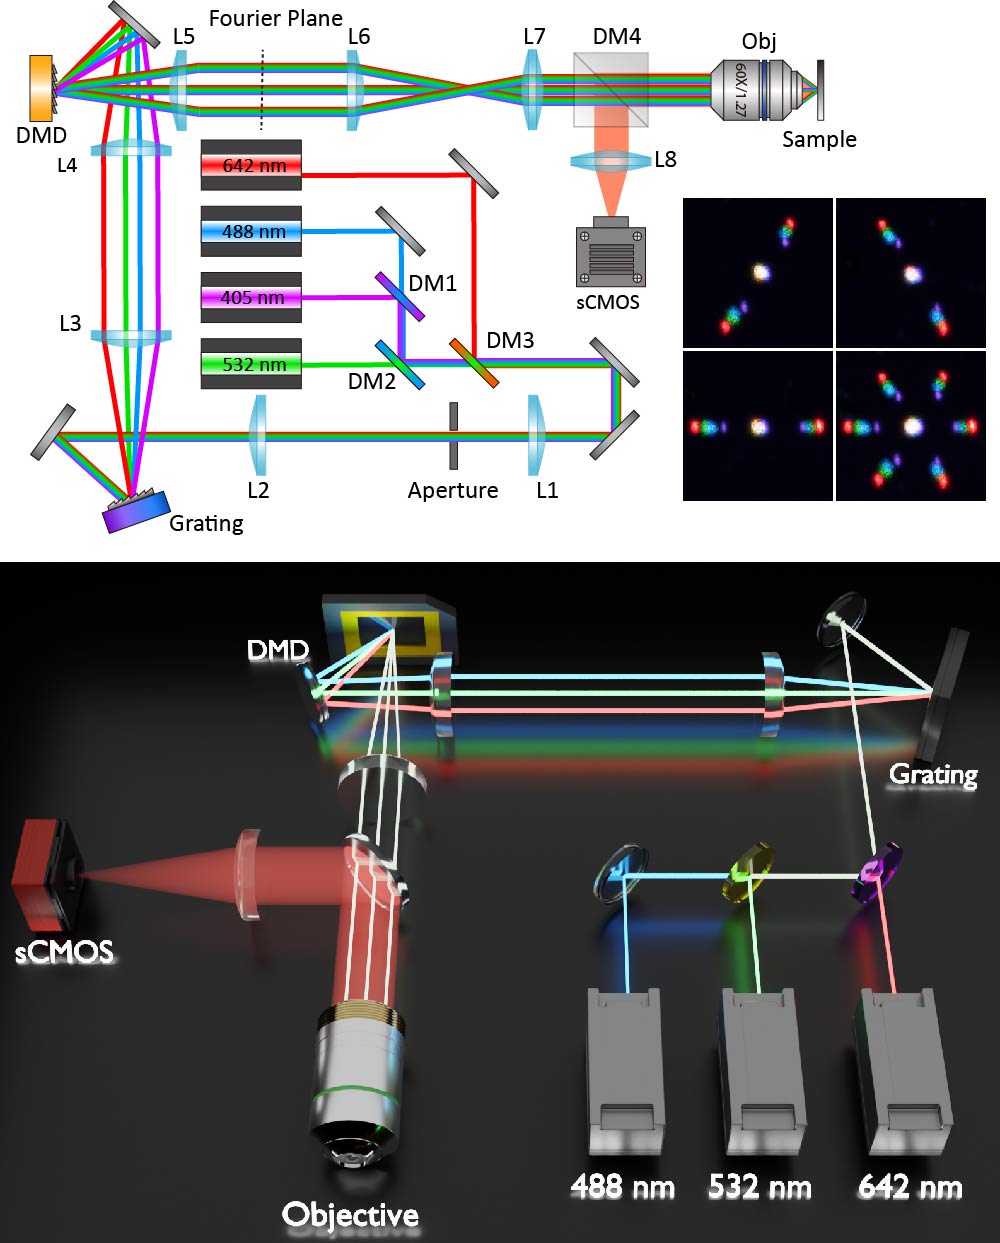 Fourier Plane
L5
L6
L7
DM4
Obj
60X/1.27
DMD
Sample
L4
L8
642 nm
488 nm
405 nm
532 nm
DM1
sCMOS
L3
DM3
DM2
L2
Aperture
L1
Grating
DMD
Grating
sCMOS
488 nm
532 nm
642 nm
Objective